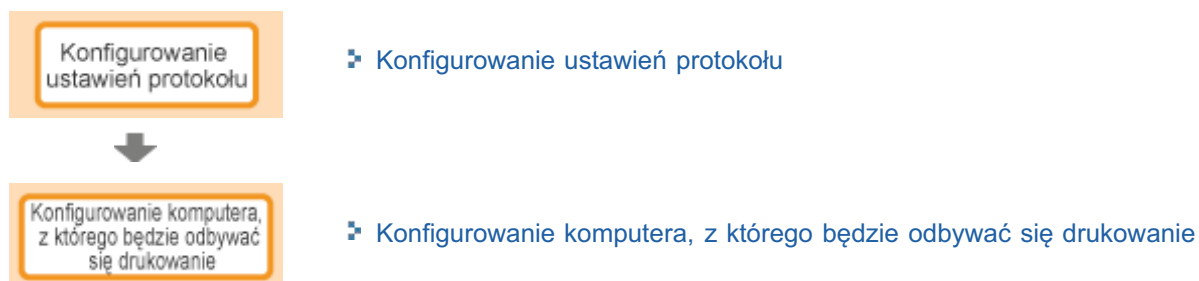 Konfigurowanie
ustawień protokołu
Konfigurowanie ustawień protokołu
Konfigurowanie komputera,
z którego będzie odbywać
się drukowanie
Konfigurowanie komputera, z którego będzie odbywać się drukowanie